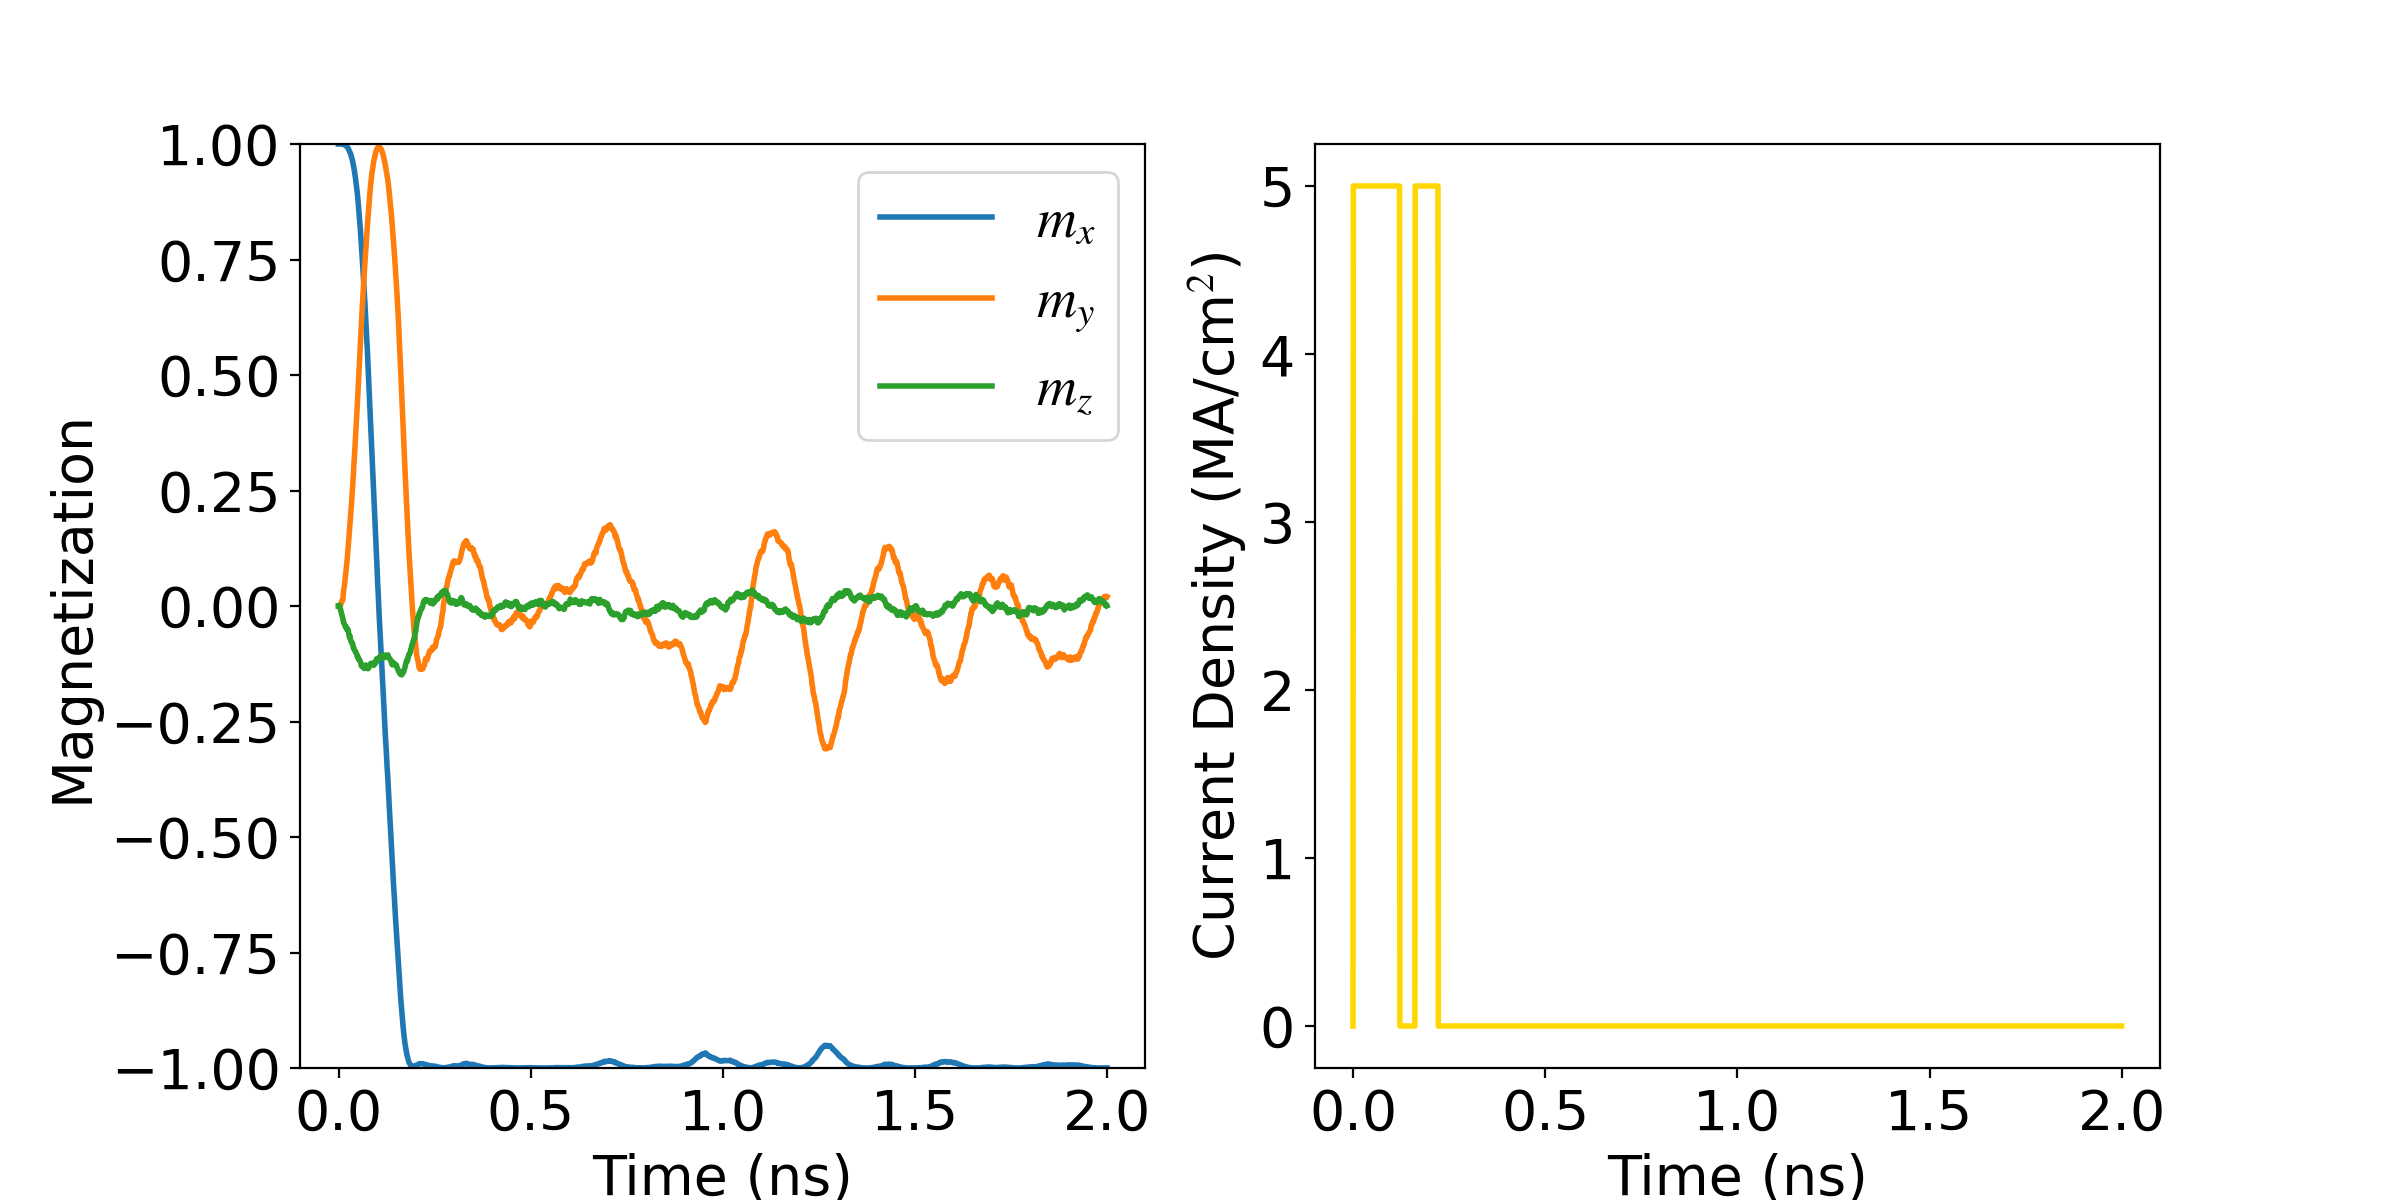 Magnetization
1.00
0.75
0.50
0.25
0.00
−0.25
−0.50
−0.75
−1.00
0.0 0.5 1.0 1.5 2.0
Time (ns)
m_x
m_y
m_z
Current Density (MA/cm²)
5
4
3
2
1
0
0.0 0.5 1.0 1.5 2.0
Time (ns)